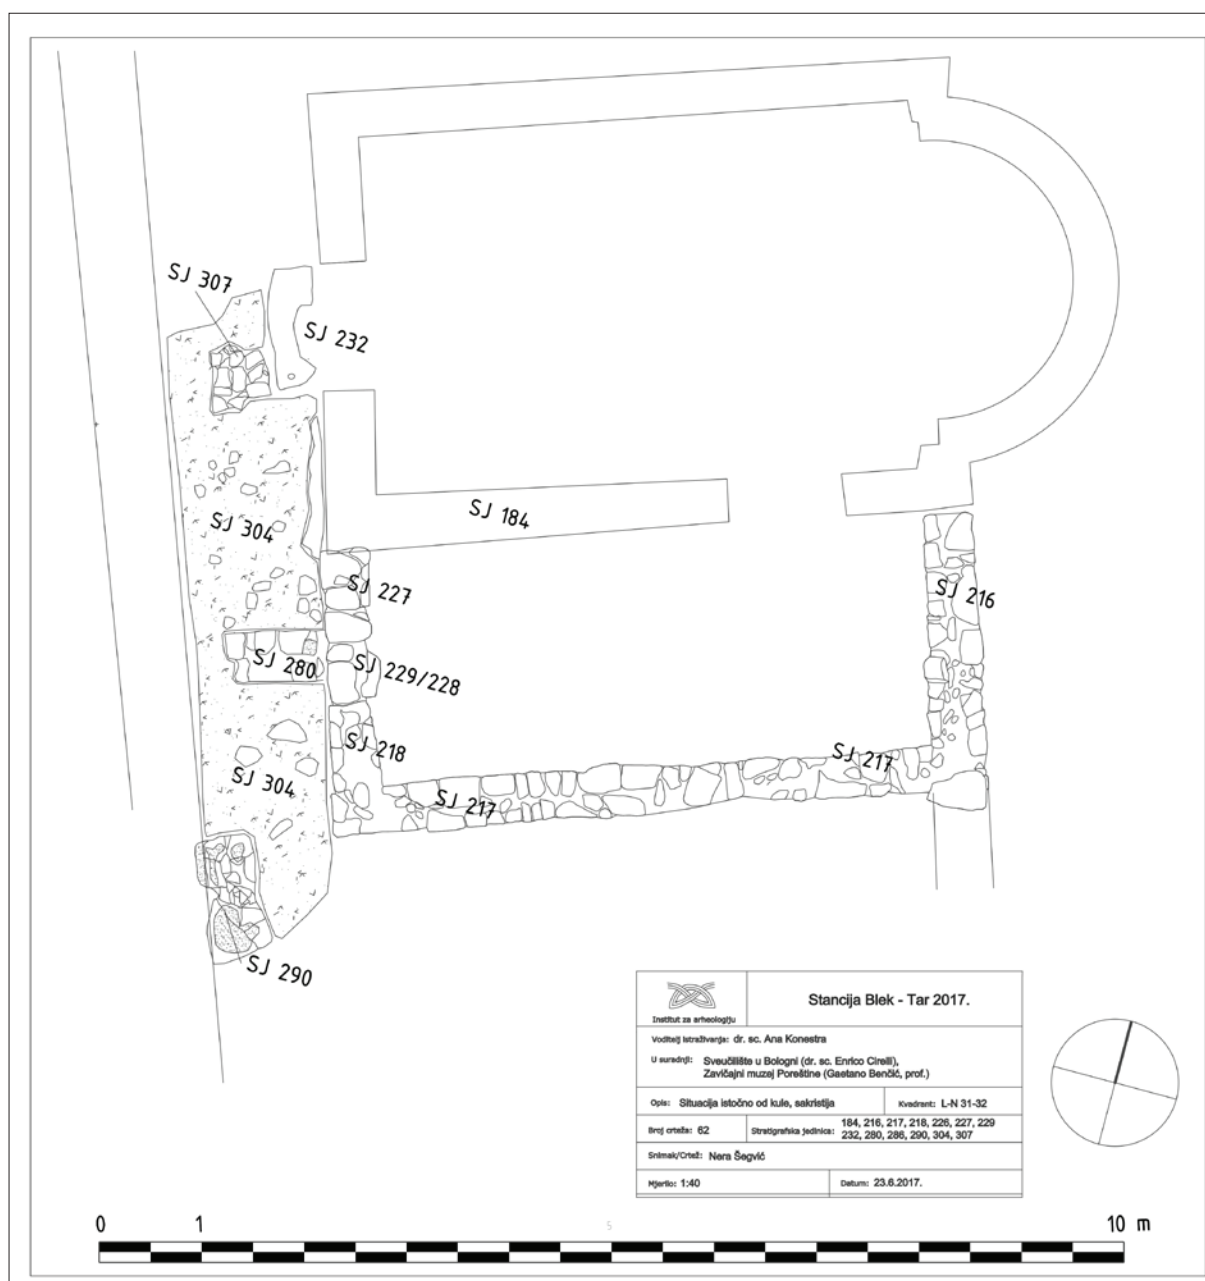 SJ 307
SJ 232
SJ 304
SJ 184
SJ 227
SJ 216
SJ 280
SJ 229/228
SJ 218
SJ 304
SJ 217
SJ 217
SJ 290
Institut za arheologiju
Stancija Blek - Tar 2017.
Voditelj istraživanja: dr. sc. Ana Konestra
U suradnji: Sveučilište u Bologni (dr. sc. Enrico Cirelli),
Zavičajni muzej Poreštine (Gaetano Benčić, prof.)
Opis: Situacija istočno od kule, sakristija
Kvadrant: L-N 31-32
Broj crteža: 62
Stratigrafska jedinica: 184, 216, 217, 218, 226, 227, 229
232, 280, 286, 290, 304, 307
Snimak/Crtež: Nera Šegvić
Mjerilo: 1:40
Datum: 23.6.2017.
0 1 5 10 m